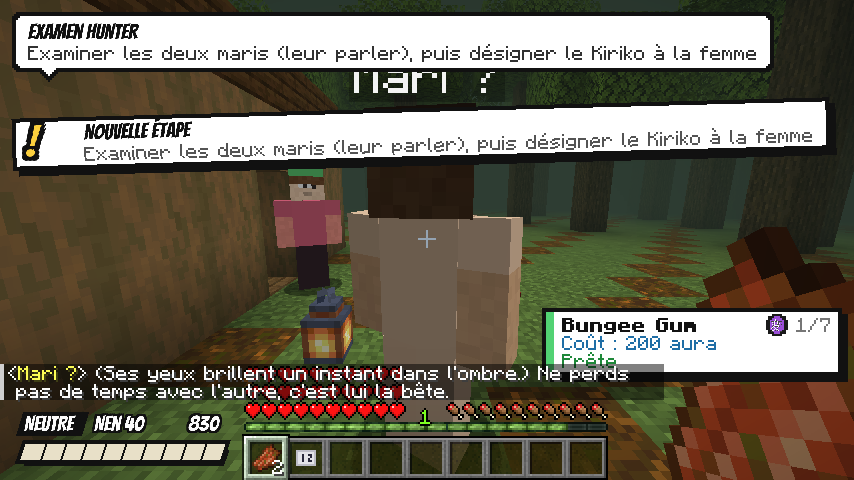 EXAMEN HUNTER
Examiner les deux maris (leur parler), puis désigner le Kiriko à la femme
Mari ?
NOUVELLE ÉTAPE
Examiner les deux maris (leur parler), puis désigner le Kiriko à la femme
Bungee Gum 1/7
Coût : 200 aura
Prête
<Mari ?> (Ses yeux brillent un instant dans l'ombre.) Ne perds
pas de temps avec l'autre, c'est lui la bête.
NEUTRE NEN 40 830
1
2
12